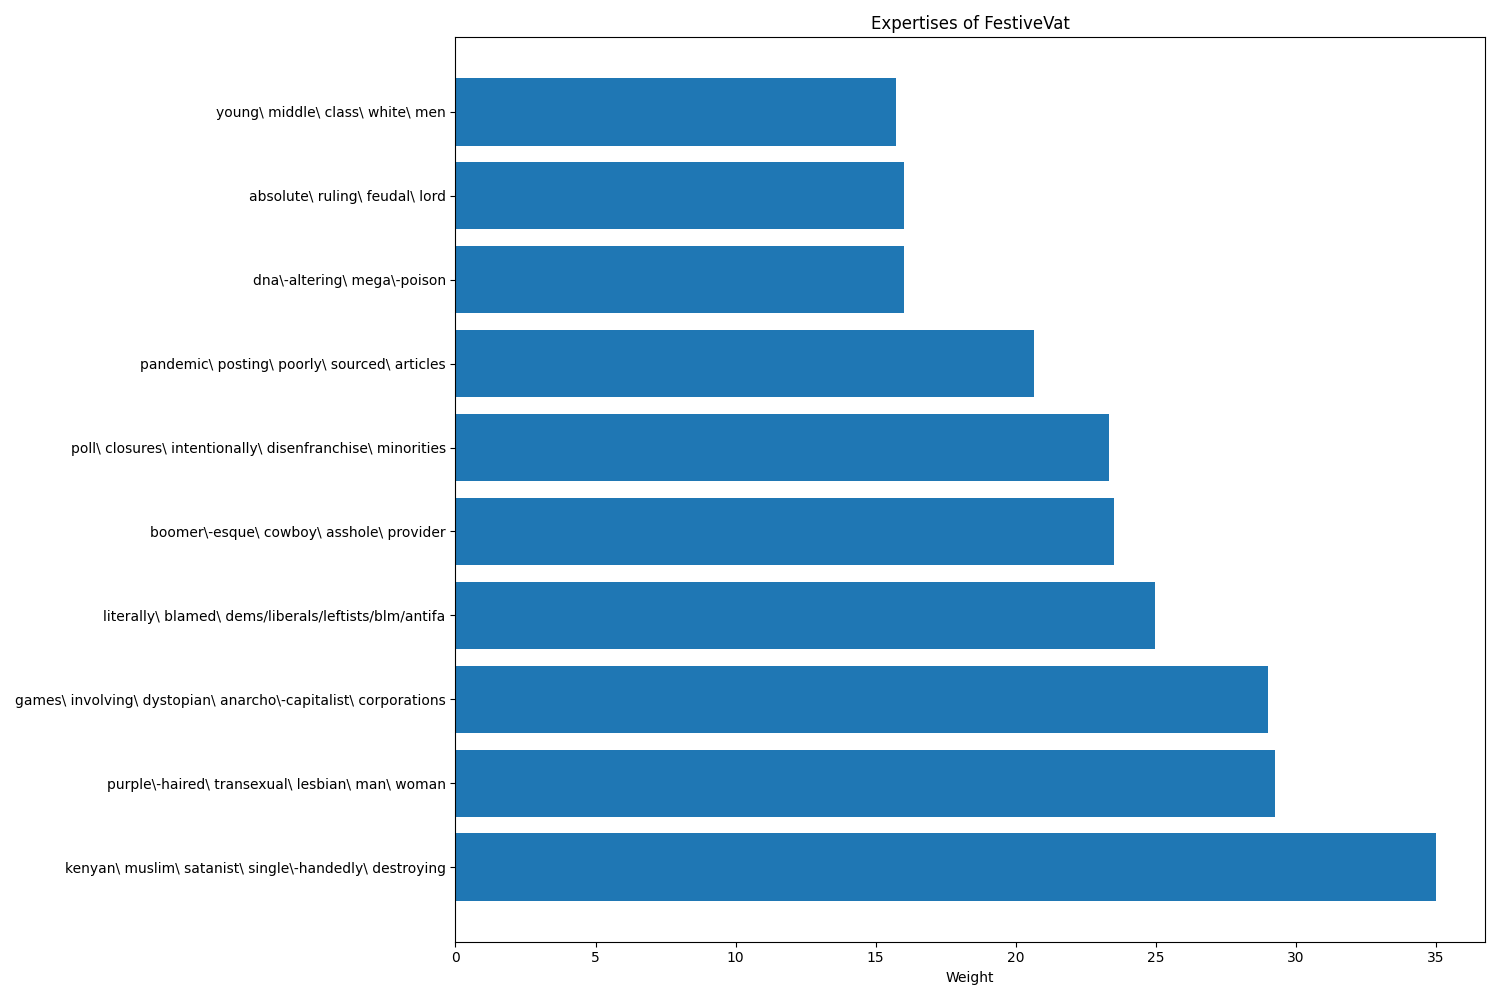 Expertises of FestiveVat
young\ middle\ class\ white\ men
absolute\ ruling\ feudal\ lord
dna\-altering\ mega\-poison
pandemic\ posting\ poorly\ sourced\ articles
poll\ closures\ intentionally\ disenfranchise\ minorities
boomer\-esque\ cowboy\ asshole\ provider
literally\ blamed\ dems/liberals/leftists/blm/antifa
games\ involving\ dystopian\ anarcho\-capitalist\ corporations
purple\-haired\ transexual\ lesbian\ man\ woman
kenyan\ muslim\ satanist\ single\-handedly\ destroying
0 5 10 15 20 25 30 35
Weight